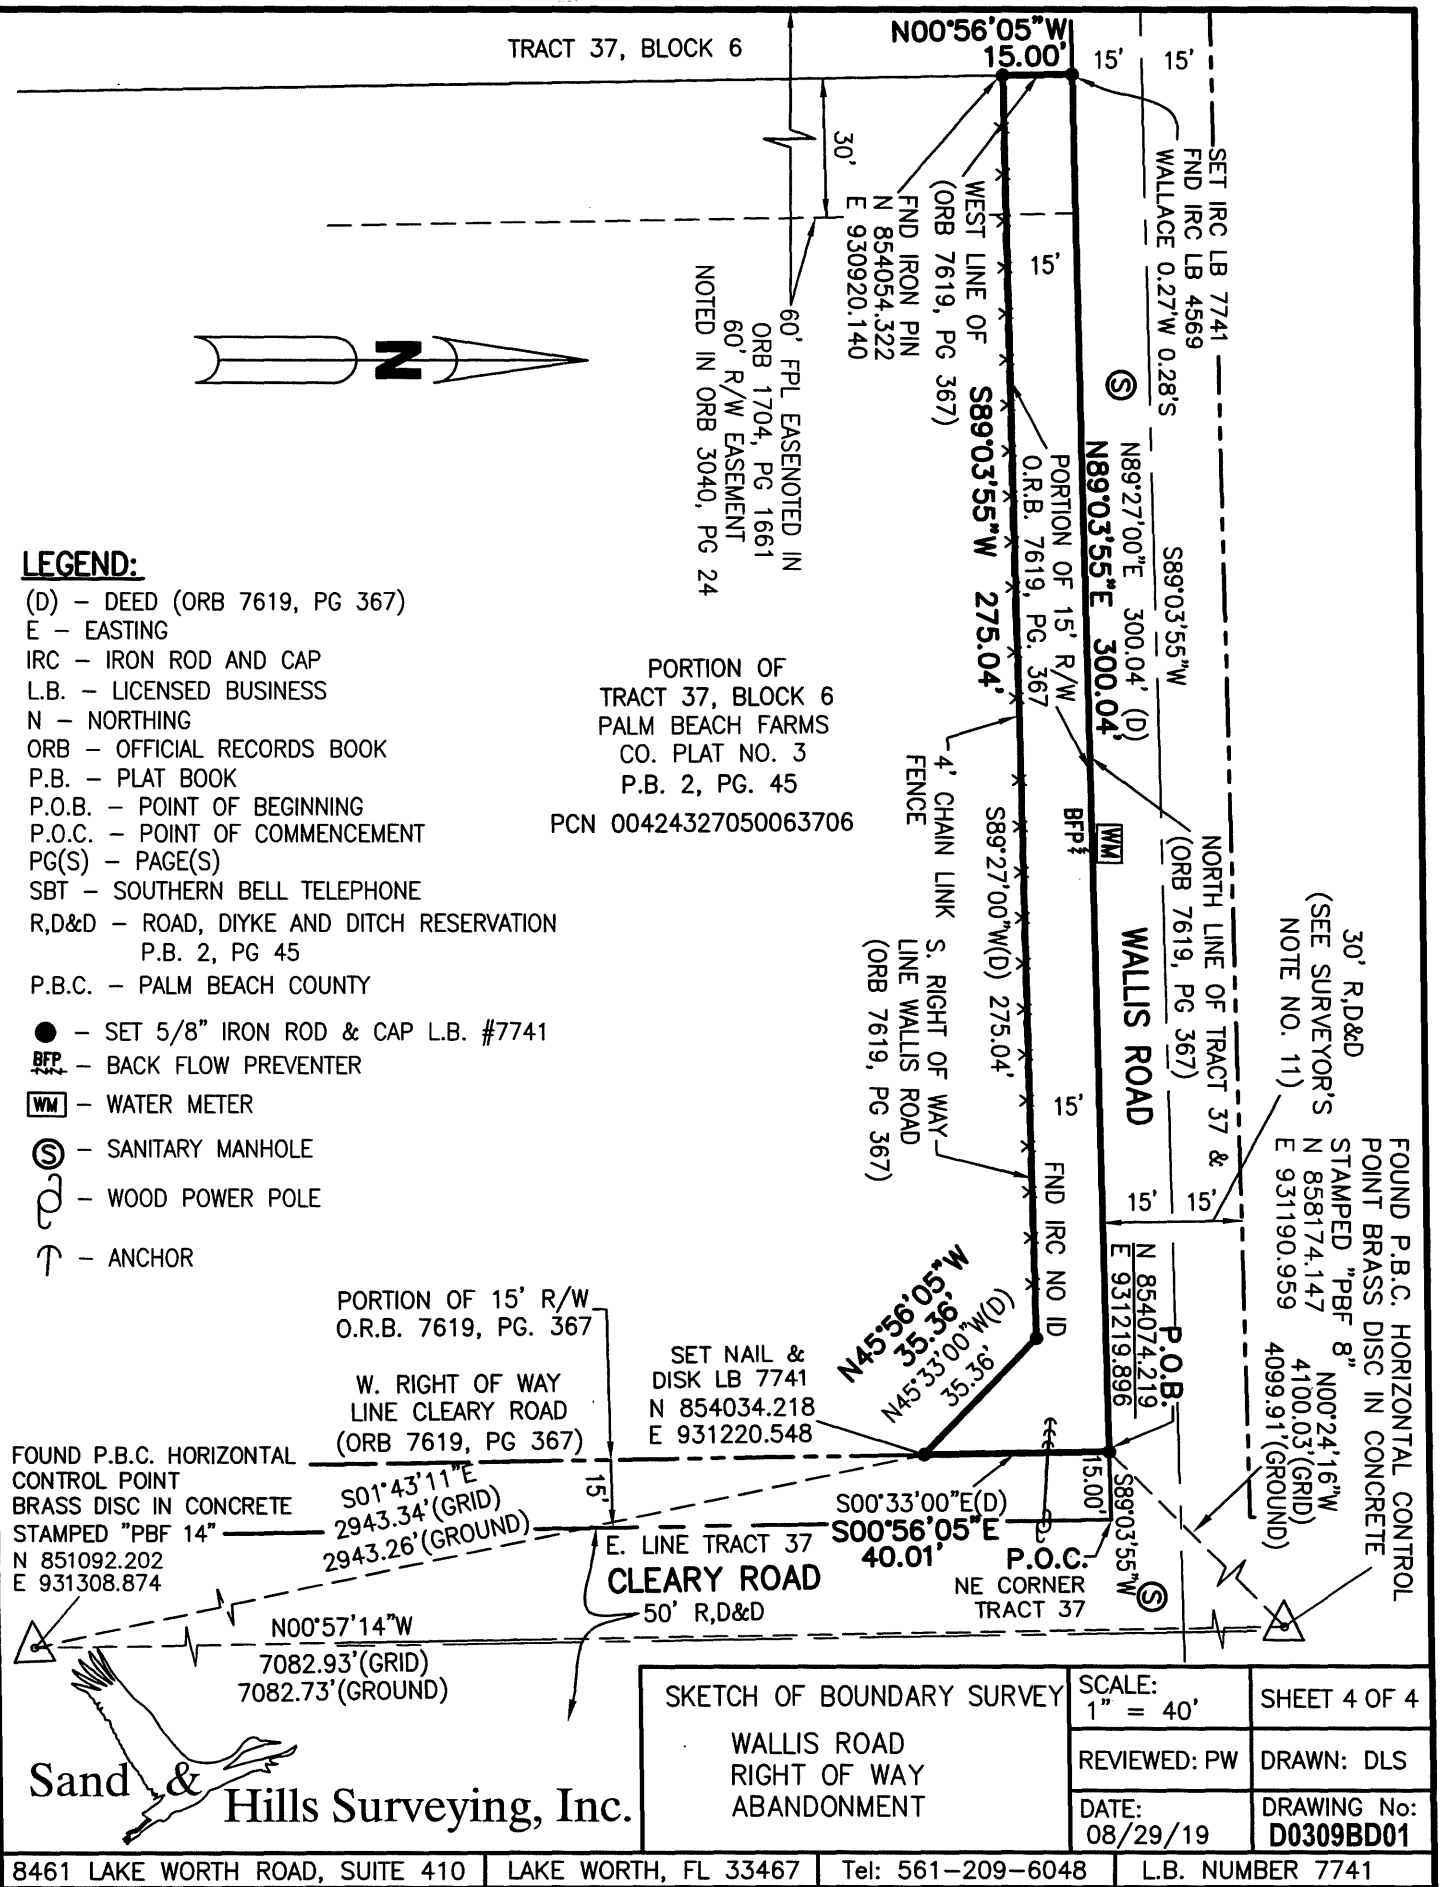 TRACT 37, BLOCK 6
N00°56'05"W
15.00'
15'
15'
30'
SET IRC LB 7741
FND IRC LB 4569
WALLACE 0.27'W 0.28'S
WEST LINE OF
(ORB 7619, PG 367)
FND IRON PIN
N 854054.322
E 930920.140
15'
60' FPL EASENOTED IN
ORB 1704, PG 1661
60' R/W EASEMENT
NOTED IN ORB 3040, PG 24
N
S89°03'55"W 275.04'
PORTION OF 15' R/W
O.R.B. 7619, PG. 367
S
N89°03'55"E 300.04'
N89°27'00"E 300.04' (D)
S89°03'55"W
LEGEND:
(D) – DEED (ORB 7619, PG 367)
E – EASTING
IRC – IRON ROD AND CAP
L.B. – LICENSED BUSINESS
N – NORTHING
ORB – OFFICIAL RECORDS BOOK
P.B. – PLAT BOOK
P.O.B. – POINT OF BEGINNING
P.O.C. – POINT OF COMMENCEMENT
PG(S) – PAGE(S)
SBT – SOUTHERN BELL TELEPHONE
R,D&D – ROAD, DIYKE AND DITCH RESERVATION
P.B. 2, PG 45
P.B.C. – PALM BEACH COUNTY
– SET 5/8" IRON ROD & CAP L.B. #7741
BFP – BACK FLOW PREVENTER
WM – WATER METER
S – SANITARY MANHOLE
– WOOD POWER POLE
– ANCHOR
PORTION OF
TRACT 37, BLOCK 6
PALM BEACH FARMS
CO. PLAT NO. 3
P.B. 2, PG. 45
PCN 00424327050063706
4' CHAIN LINK
FENCE
S89°27'00"W(D) 275.04'
BFP
WM
NORTH LINE OF TRACT 37 &
(ORB 7619, PG 367)
WALLIS ROAD
S. RIGHT OF WAY
LINE WALLIS ROAD
(ORB 7619, PG 367)
15'
FND IRC NO ID
30' R,D&D
(SEE SURVEYOR'S
NOTE NO. 11)
15'
15'
FOUND P.B.C. HORIZONTAL CONTROL
POINT BRASS DISC IN CONCRETE
STAMPED "PBF 8"
N 858174.147
E 931190.959
N00°24'16"W
4100.03'(GRID)
4099.91'(GROUND)
P.O.B.
N 854074.219
E 931219.896
N45°56'05"W
35.36'
N45°33'00"W(D)
35.36'
PORTION OF 15' R/W
O.R.B. 7619, PG. 367
W. RIGHT OF WAY
LINE CLEARY ROAD
(ORB 7619, PG 367)
SET NAIL &
DISK LB 7741
N 854034.218
E 931220.548
FOUND P.B.C. HORIZONTAL
CONTROL POINT
BRASS DISC IN CONCRETE
STAMPED "PBF 14"
N 851092.202
E 931308.874
S01°43'11"E
2943.34'(GRID)
2943.26'(GROUND)
15'
E. LINE TRACT 37
CLEARY ROAD
50' R,D&D
S00°33'00"E(D)
S00°56'05"E
40.01'
15.00'
S89°03'55"W
P.O.C.
NE CORNER
TRACT 37
S
N00°57'14"W
7082.93'(GRID)
7082.73'(GROUND)
Sand & Hills Surveying, Inc.
SKETCH OF BOUNDARY SURVEY
WALLIS ROAD
RIGHT OF WAY
ABANDONMENT
SCALE:
1" = 40'
SHEET 4 OF 4
REVIEWED: PW
DRAWN: DLS
DATE:
08/29/19
DRAWING No:
D0309BD01
8461 LAKE WORTH ROAD, SUITE 410
LAKE WORTH, FL 33467
Tel: 561–209–6048
L.B. NUMBER 7741